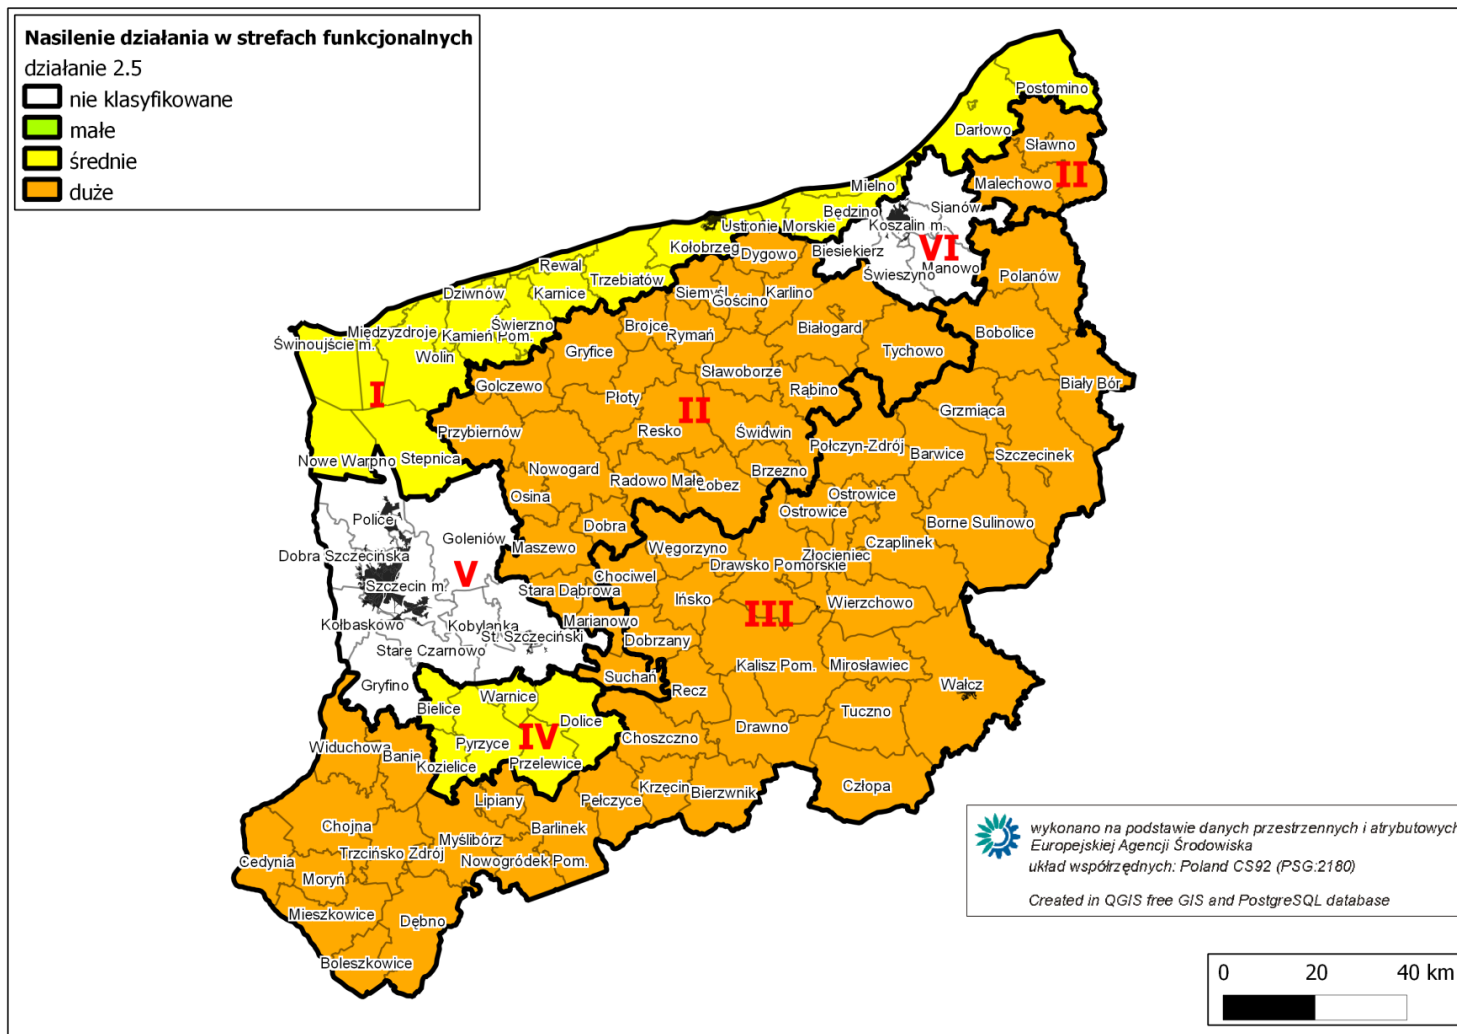 Nasilenie działania w strefach funkcjonalnych
działanie 2.5
nie klasyfikowane
małe
średnie
duże
Postomino
Darłowo
Sławno
II
Malechowo
Mielno
Będzino
Sianów
Koszalin m.
Ustronie Morskie
Kołobrzeg
Dygowo
Biesiekierz
VI
Świeszyno
Manowo
Polanów
Rewal
Trzebiatów
Dziwnów
Karnice
Siemyśl
Gościno
Karlino
Międzyzdroje
Świerzno
Kamień Pom.
Świnoujście m.
Wolin
Brojce
Rymań
Białogard
Bobolice
Gryfice
Tychowo
Sławoborze
Golczewo
Rąbino
Biały Bór
I
Płoty
II
Grzmiąca
Przybiernów
Resko
Świdwin
Połczyn-Zdrój
Barwice
Szczecinek
Nowe Warpno
Stepnica
Nowogard
Radowo Małe
Łobez
Brzezno
Osina
Ostrowice
Ostrowice
Borne Sulinowo
Police
Goleniów
Dobra
Czaplinek
Maszewo
Węgorzyno
Złocieniec
Dobra Szczecińska
Drawsko Pomorskie
V
Chociwel
Szczecin m.
Stara Dąbrowa
Ińsko
Wierzchowo
III
Kołbaskowo
Kobylanka
Marianowo
St. Szczeciński
Dobrzany
Stare Czarnowo
Kalisz Pom.
Mirosławiec
Gryfino
Suchań
Recz
Wałcz
Warnice
Bielice
Dolice
Tuczno
Drawno
IV
Pyrzyce
Choszczno
Widuchowa
Banie
Kozielice
Przelewice
Krzęcin
Bierzwnik
Człopa
Lipiany
Pełczyce
Chojna
Barlinek
Myślibórz
Trzcińsko Zdrój
Cedynia
Nowogródek Pom.
Moryń
Mieszkowice
Dębno
Boleszkowice
wykonano na podstawie danych przestrzennych i atrybutowych
Europejskiej Agencji Środowiska
układ współrzędnych: Poland CS92 (PSG:2180)
Created in QGIS free GIS and PostgreSQL database
0 20 40 km